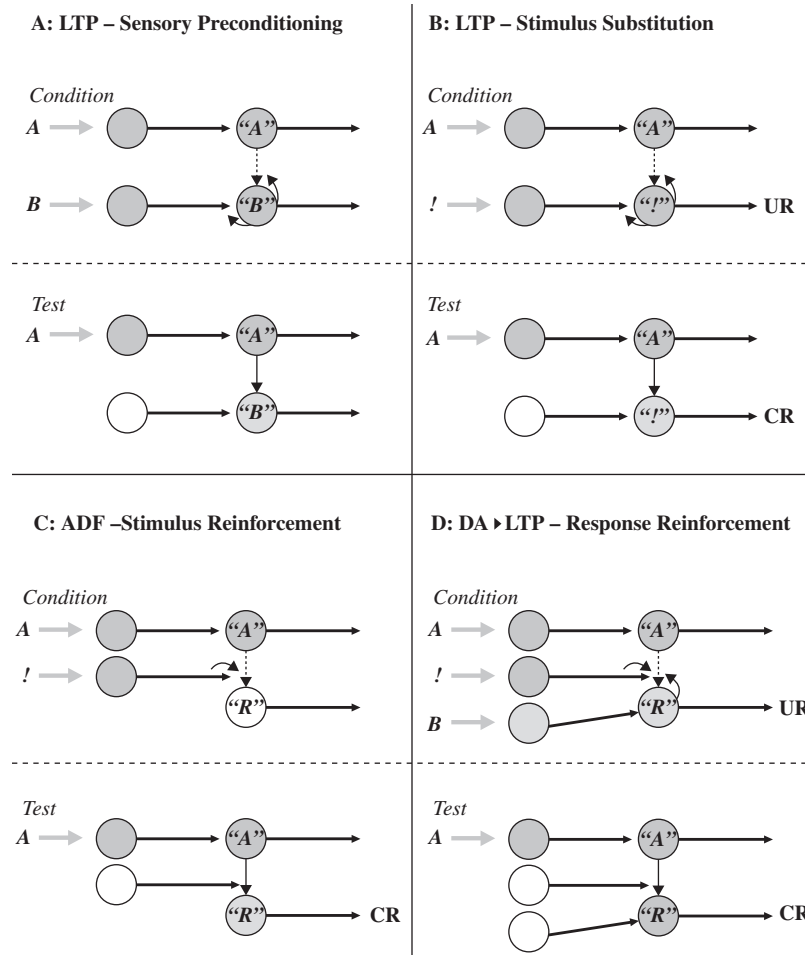 A: LTP – Sensory Preconditioning
Condition
A
"A"
B
"B"
Test
A
"A"
"B"
B: LTP – Stimulus Substitution
Condition
A
"A"
!
"!"
UR
Test
A
"A"
"!"
CR
C: ADF –Stimulus Reinforcement
Condition
A
"A"
!
"R"
Test
A
"A"
"R"
CR
D: DA ▸ LTP – Response Reinforcement
Condition
A
"A"
!
B
"R"
UR
Test
A
"A"
"R"
CR